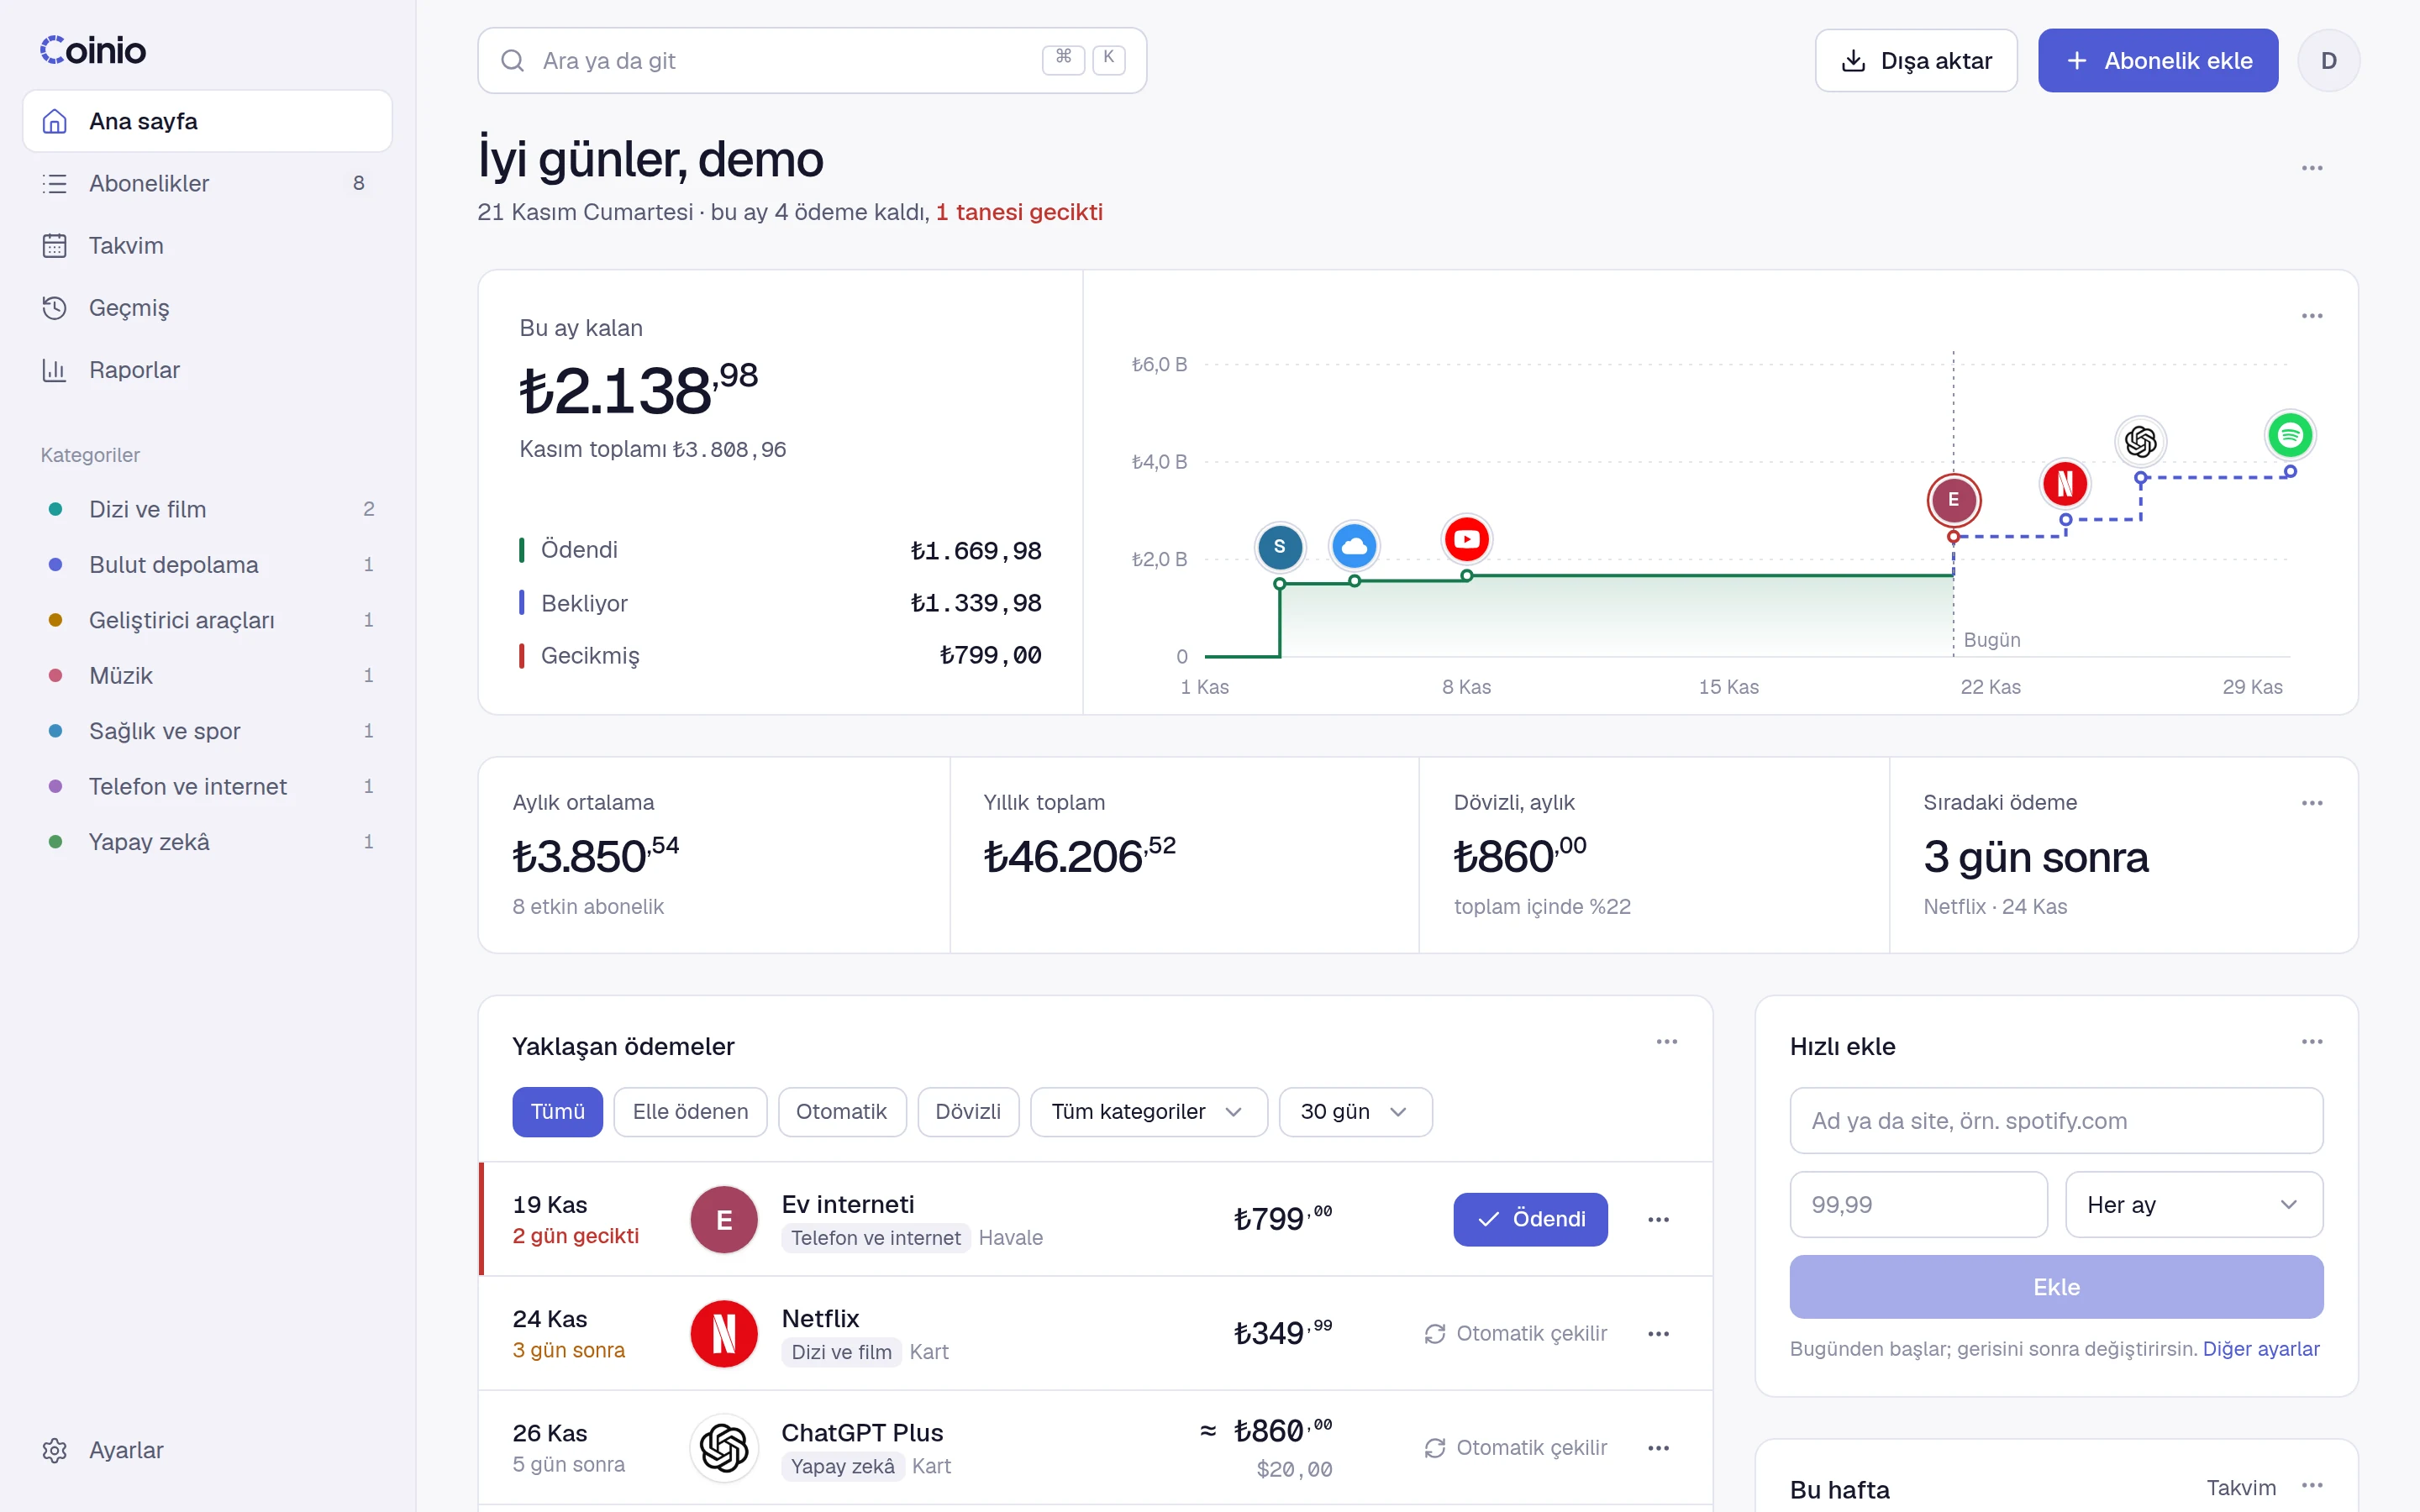 Coinio
Ara ya da git
⌘ K
Dışa aktar
Abonelik ekle
D
Ana sayfa
Abonelikler 8
Takvim
Geçmiş
Raporlar
Kategoriler
Dizi ve film 2
Bulut depolama 1
Geliştirici araçları 1
Müzik 1
Sağlık ve spor 1
Telefon ve internet 1
Yapay zekâ 1
Ayarlar
İyi günler, demo
21 Kasım Cumartesi · bu ay 4 ödeme kaldı, 1 tanesi gecikti
Bu ay kalan
₺2.138,98
Kasım toplamı ₺3.808,96
Ödendi ₺1.669,98
Bekliyor ₺1.339,98
Gecikmiş ₺799,00
₺6,0 B
₺4,0 B
₺2,0 B
0
S
E
N
Bugün
1 Kas 8 Kas 15 Kas 22 Kas 29 Kas
Aylık ortalama
₺3.850,54
8 etkin abonelik
Yıllık toplam
₺46.206,52
Dövizli, aylık
₺860,00
toplam içinde %22
Sıradaki ödeme
3 gün sonra
Netflix · 24 Kas
Yaklaşan ödemeler
Tümü Elle ödenen Otomatik Dövizli Tüm kategoriler 30 gün
19 Kas
2 gün gecikti
E
Ev interneti
Telefon ve internet Havale
₺799,00
Ödendi
24 Kas
3 gün sonra
N
Netflix
Dizi ve film Kart
₺349,99
Otomatik çekilir
26 Kas
5 gün sonra
ChatGPT Plus
Yapay zekâ Kart
≈ ₺860,00
$20,00
Otomatik çekilir
Hızlı ekle
Ad ya da site, örn. spotify.com
99,99
Her ay
Ekle
Bugünden başlar; gerisini sonra değiştirirsin. Diğer ayarlar
Bu hafta
Takvim